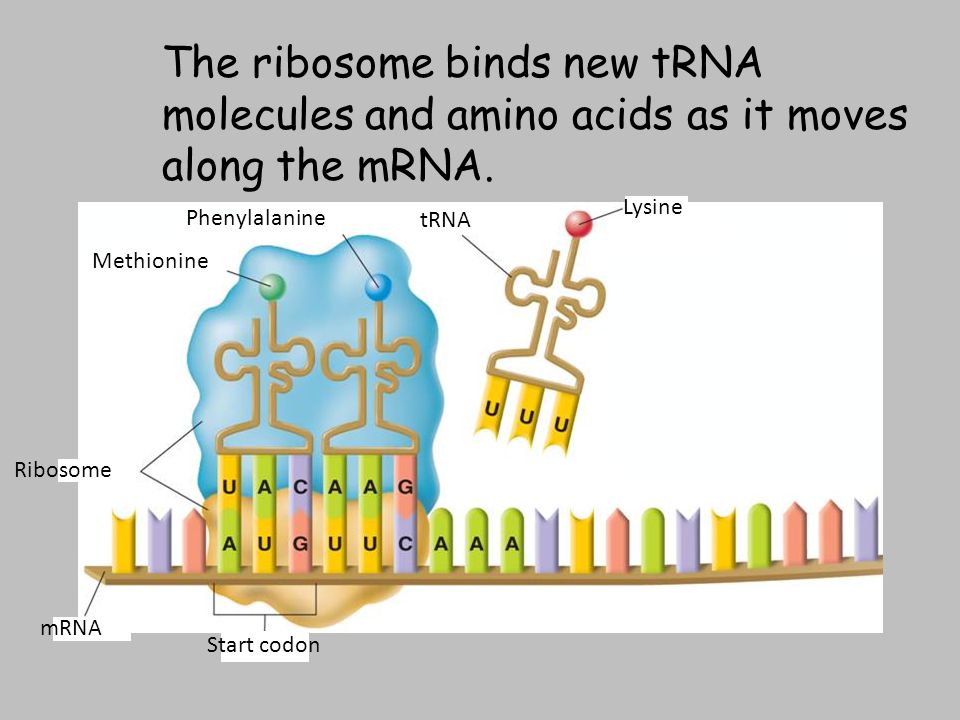 The ribosome binds new tRNA
molecules and amino acids as it moves
along the mRNA.
Lysine
Phenylalanine
tRNA
Methionine
U U U
Ribosome
U A C A A G
A U G U U C A A A
mRNA
Start codon